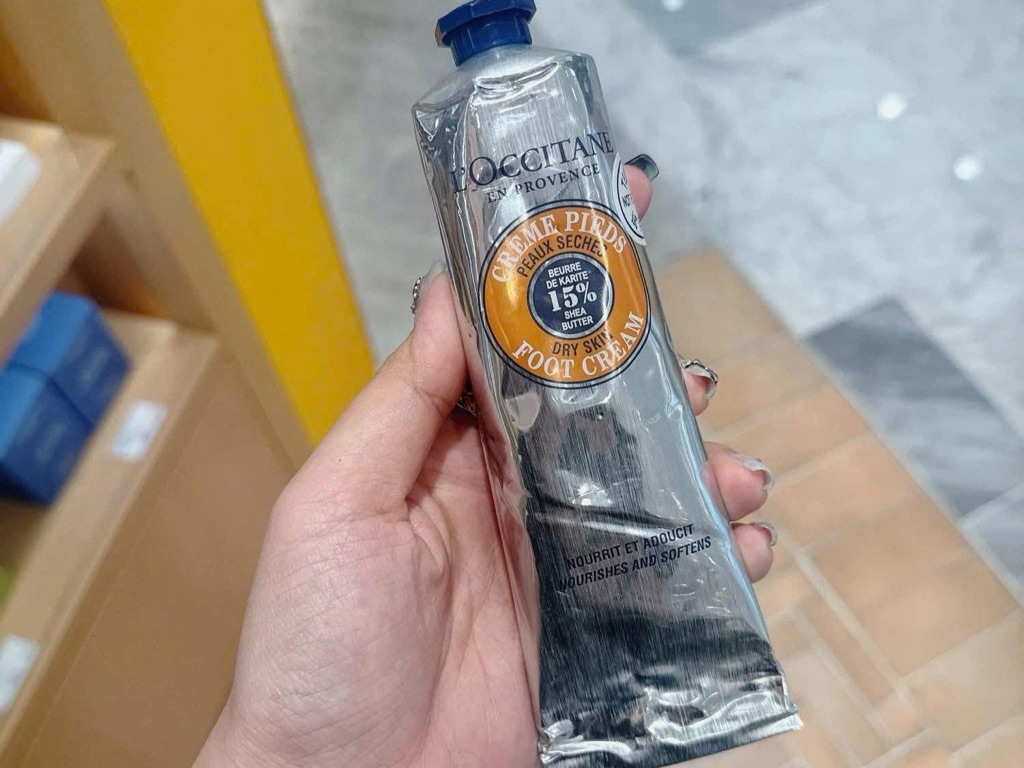 L'OCCITANE
EN PROVENCE
CREME PIEDS
PEAUX SECHES
BEURRE
DE KARITE
15%
SHEA
BUTTER
DRY SKIN
FOOT CREAM
NOURRIT ET ADOUCIT
NOURISHES AND SOFTENS